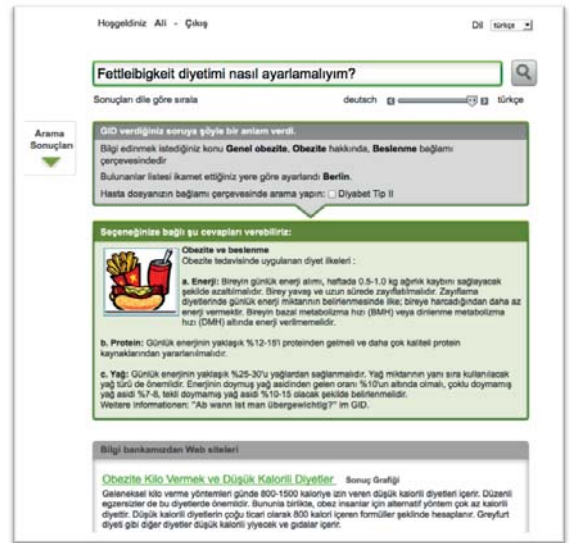 Hoşgeldiniz Ali - Çıkış
Dil türkçe
Fettleibigkeit diyetimi nasıl ayarlamalıyım?
Sonuçları dile göre sırala deutsch türkçe
Arama
Sonuçları
GID verdiğiniz soruya şöyle bir anlam verdi.
Bilgi edinmek istediğiniz konu Genel obezite, Obezite hakkında, Beslenme bağlamı
çerçevesindedir
Bulunanlar listesi ikamet ettiğiniz yere göre ayarlandı Berlin.
Hasta dosyanızın bağlamı çerçevesinde arama yapın: Diyabet Tip II
Seçeneğinize bağlı şu cevapları verebiliriz:
Obezite ve beslenme
Obezite tedavisinde uygulanan diyet ilkeleri :
a. Enerji: Bireyin günlük enerji alımı, haftada 0.5-1.0 kg ağırlık kaybını sağlayacak
şekilde azaltılmalıdır. Birey yavaş ve uzun sürede zayıflatılmalıdır. Zayıflama
diyetlerinde günlük enerji miktarının belirlenmesinde ilke; bireye harcadığından daha az
enerji vermektir. Bireyin bazal metabolizma hızı (BMH) veya dinlenme metabolizma
hızı (DMH) altında enerji verilmemelidir.
b. Protein: Günlük enerjinin yaklaşık %12-15'i proteinden gelmeli ve daha çok kaliteli protein
kaynaklarından yararlanılmalıdır.
c. Yağ: Günlük enerjinin yaklaşık %25-30'u yağlardan sağlanmalıdır. Yağ miktarının yanı sıra kullanılacak
yağ türü de önemlidir. Enerjinin doymuş yağ asidinden gelen oranı %10'un altında olmalı, çoklu doymamış
yağ asidi %7-8, tekli doymamış yağ asidi %10-15 olacak şekilde belirlenmelidir.
Weitere Informationen: "Ab wann ist man übergewichtig?" im GID.
Bilgi bankamızdan Web siteleri
Obezite Kilo Vermek ve Düşük Kalorili Diyetler Sonuç Grafiği
Geleneksel kilo verme yöntemleri günde 800-1500 kaloriye izin veren düşük kalorili diyetleri içerir. Düzenli
egzersizler de bu diyetlerde önemlidir. Bununla birlikte, obez insanlar için alternatif yöntem çok az kalorili
diyettir. Düşük kalorili diyetlerin çoğu ticari olarak 800 kalori içeren formüller şeklinde hesaplanır. Greyfurt
diyeti gibi diğer diyetler düşük kalorili yiyecek ve gıdalar içerir.